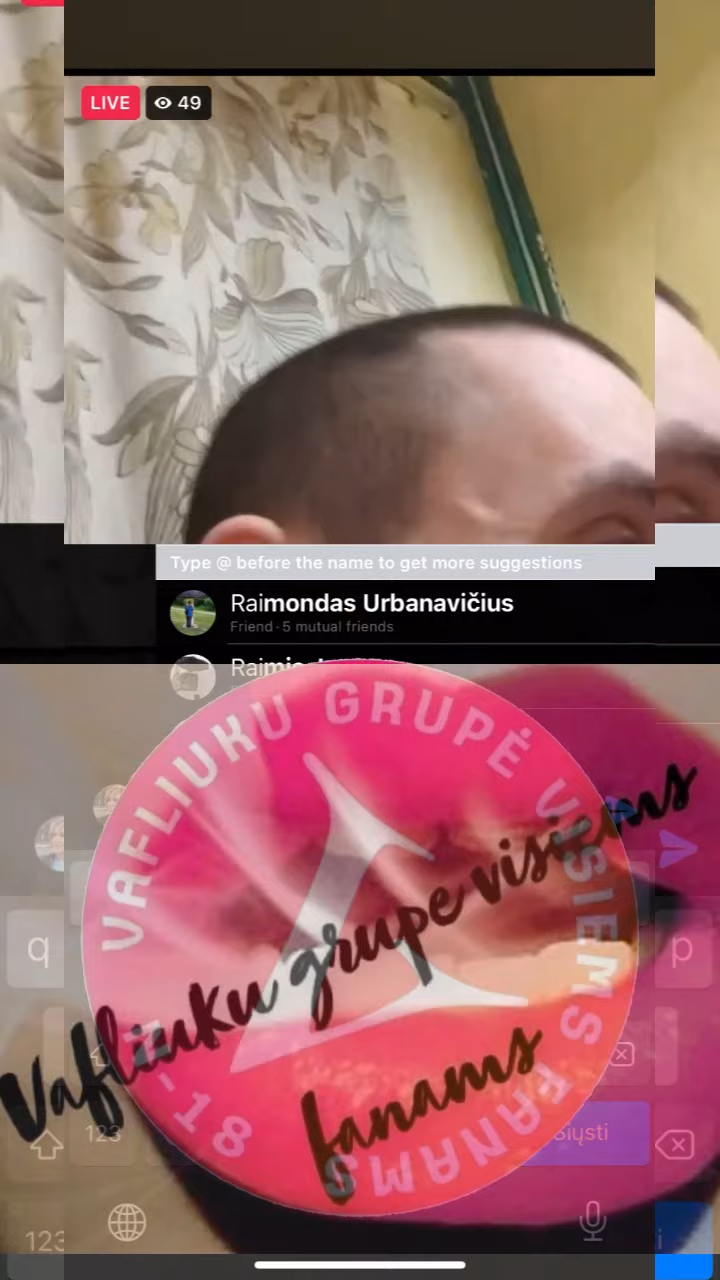 LIVE 49
Type @ before the name to get more suggestions
Raimondas Urbanavičius
Friend · 5 mutual friends
VAFLIUKU GRUPĖ VISIEMS FANAMS
N-18
Vafliuku grupe visiems
fanams
q
p
123
Siųsti
123